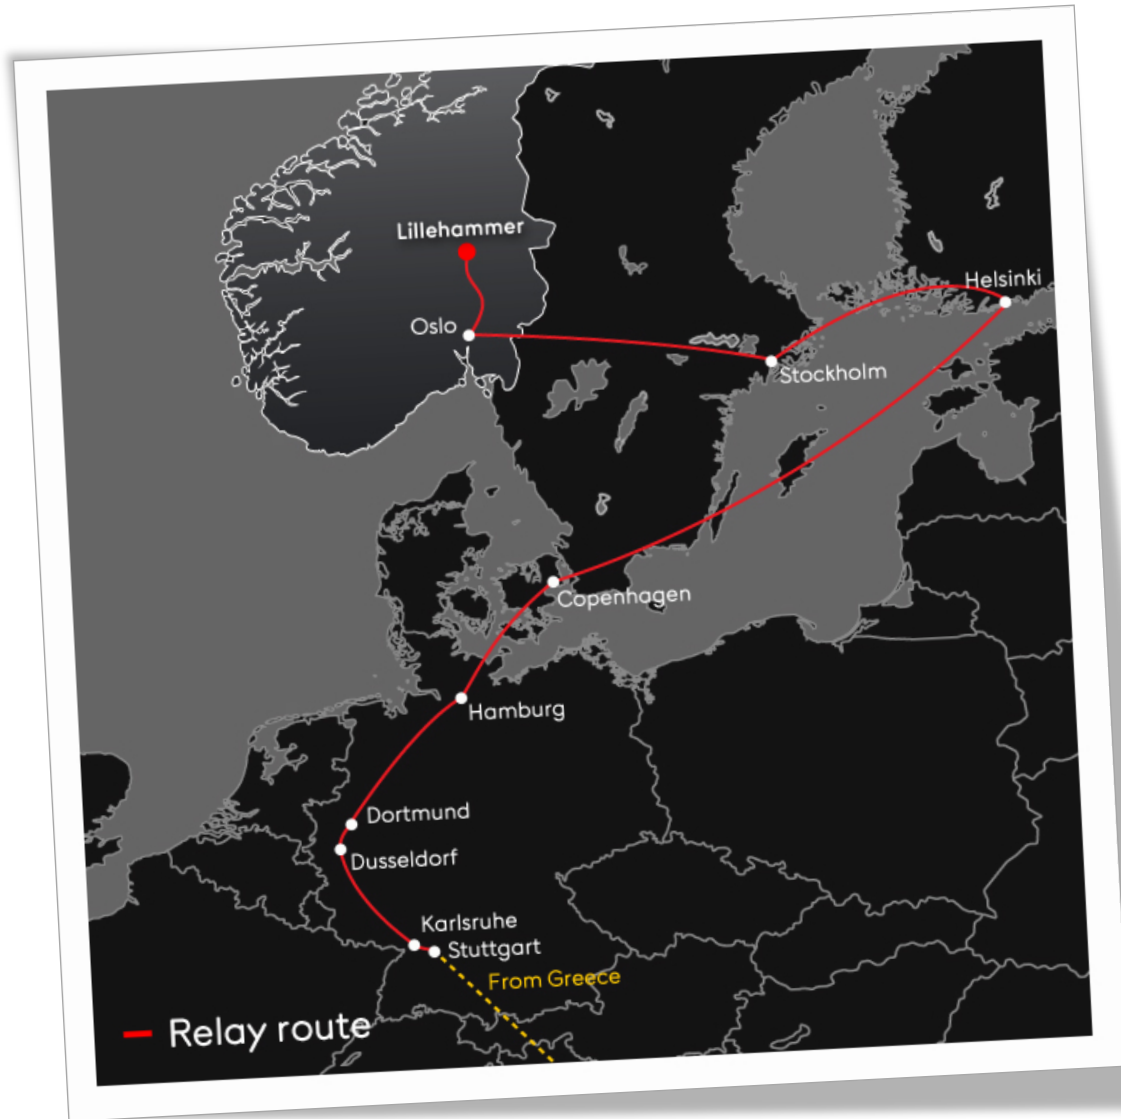 Lillehammer
Helsinki
Oslo
Stockholm
Copenhagen
Hamburg
Dortmund
Dusseldorf
Karlsruhe
Stuttgart
From Greece
Relay route